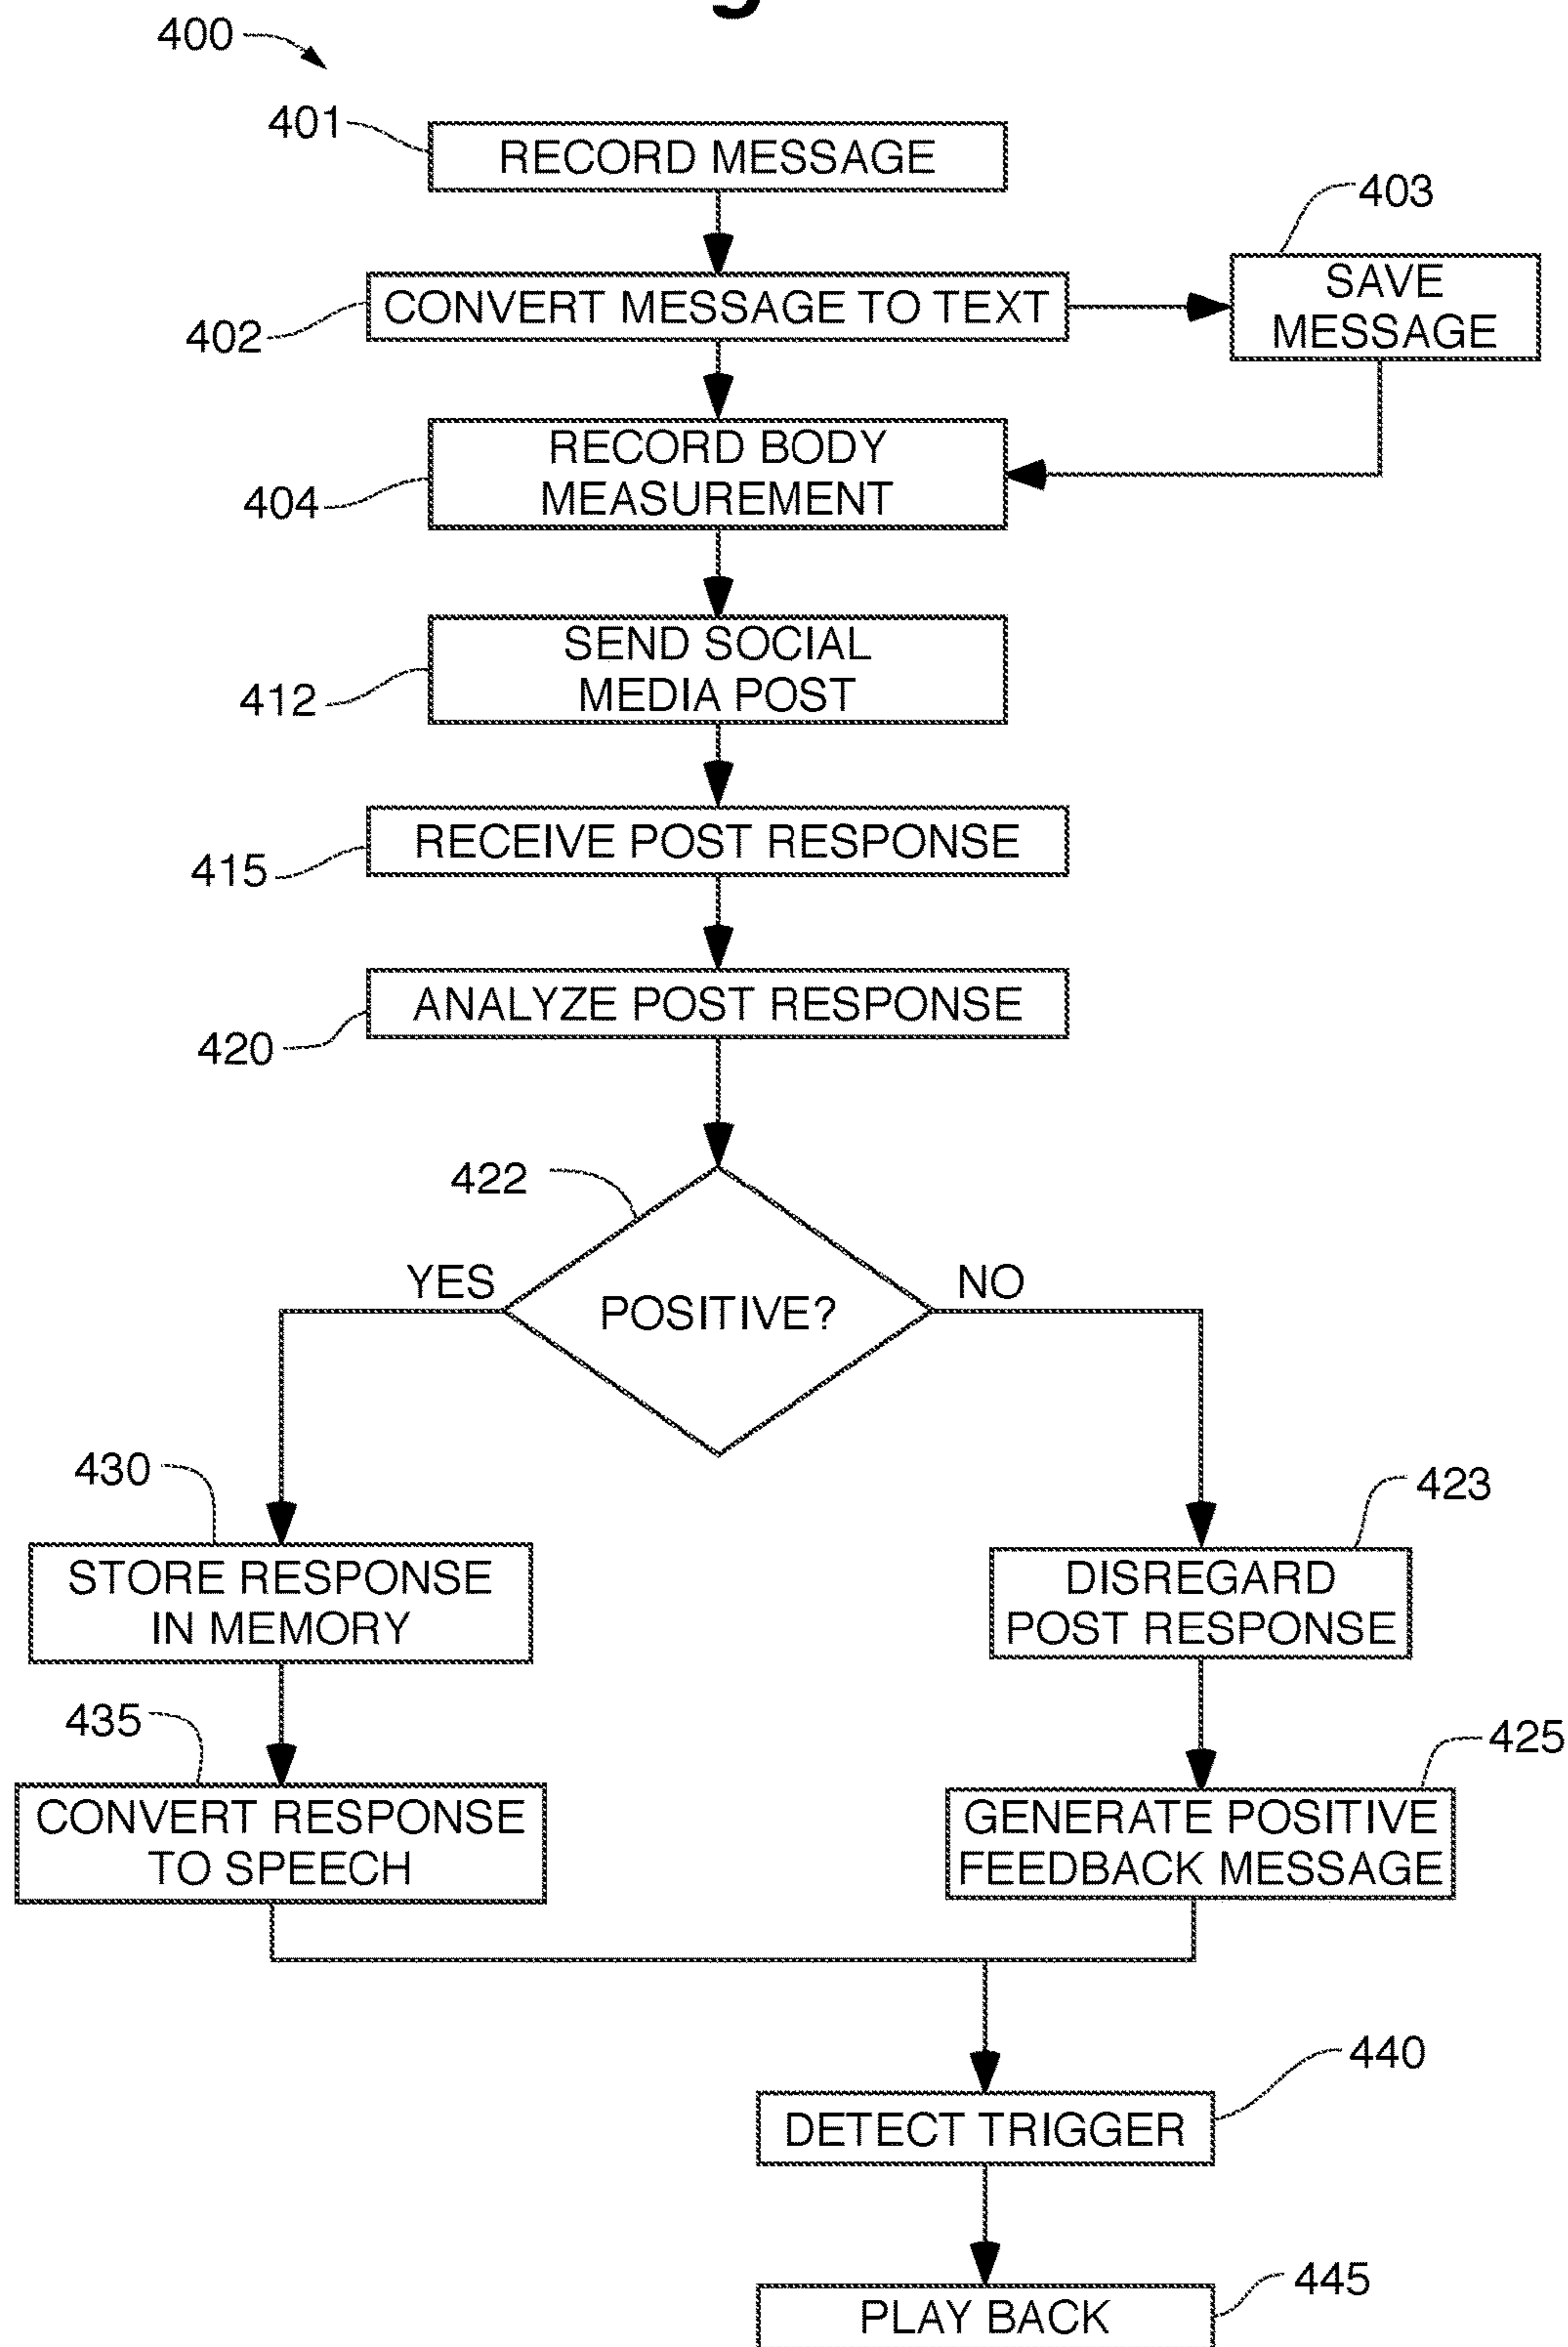 400
401
RECORD MESSAGE
403
402
CONVERT MESSAGE TO TEXT
SAVE
MESSAGE
404
RECORD BODY
MEASUREMENT
412
SEND SOCIAL
MEDIA POST
415
RECEIVE POST RESPONSE
420
ANALYZE POST RESPONSE
422
YES
POSITIVE?
NO
430
STORE RESPONSE
IN MEMORY
423
DISREGARD
POST RESPONSE
435
CONVERT RESPONSE
TO SPEECH
425
GENERATE POSITIVE
FEEDBACK MESSAGE
440
DETECT TRIGGER
445
PLAY BACK